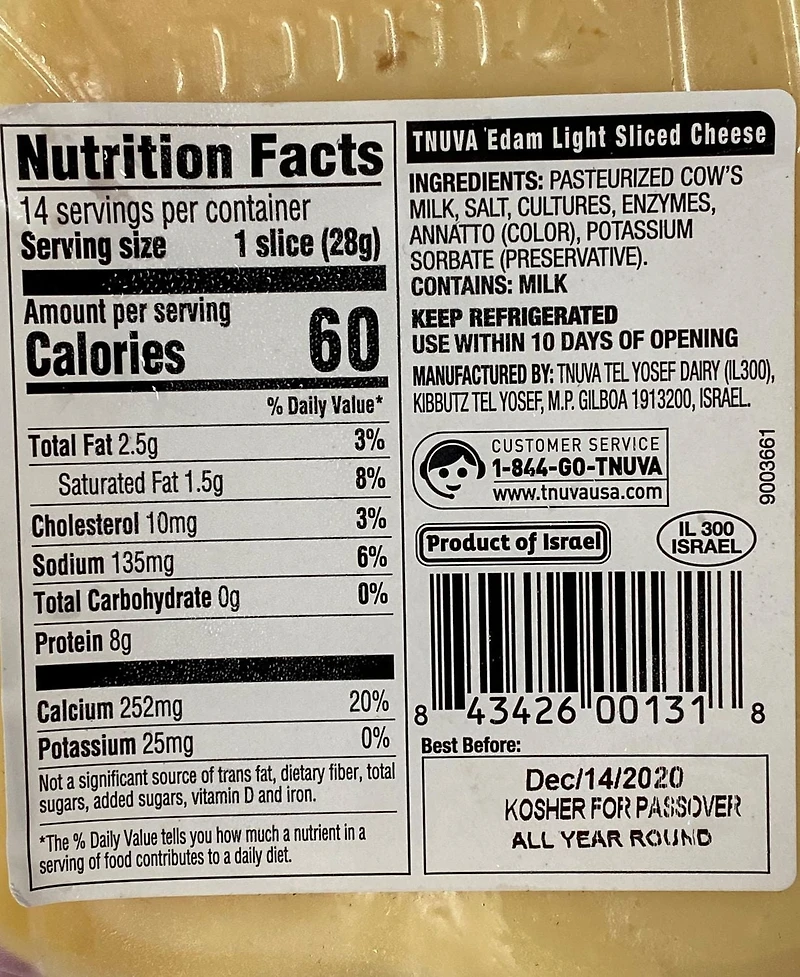 Nutrition Facts
14 servings per container
Serving size 1 slice (28g)
Amount per serving
Calories 60
% Daily Value*
Total Fat 2.5g 3%
Saturated Fat 1.5g 8%
Cholesterol 10mg 3%
Sodium 135mg 6%
Total Carbohydrate 0g 0%
Protein 8g
Calcium 252mg 20%
Potassium 25mg 0%
Not a significant source of trans fat, dietary fiber, total
sugars, added sugars, vitamin D and iron.
*The % Daily Value tells you how much a nutrient in a
serving of food contributes to a daily diet.
TNUVA Edam Light Sliced Cheese
INGREDIENTS: PASTEURIZED COW'S
MILK, SALT, CULTURES, ENZYMES,
ANNATTO (COLOR), POTASSIUM
SORBATE (PRESERVATIVE).
CONTAINS: MILK
KEEP REFRIGERATED
USE WITHIN 10 DAYS OF OPENING
MANUFACTURED BY: TNUVA TEL YOSEF DAIRY (IL300),
KIBBUTZ TEL YOSEF, M.P. GILBOA 1913200, ISRAEL.
CUSTOMER SERVICE
1-844-GO-TNUVA
www.tnuvausa.com
9003661
Product of Israel
IL 300
ISRAEL
8 43426 00131 8
Best Before:
Dec/14/2020
KOSHER FOR PASSOVER
ALL YEAR ROUND